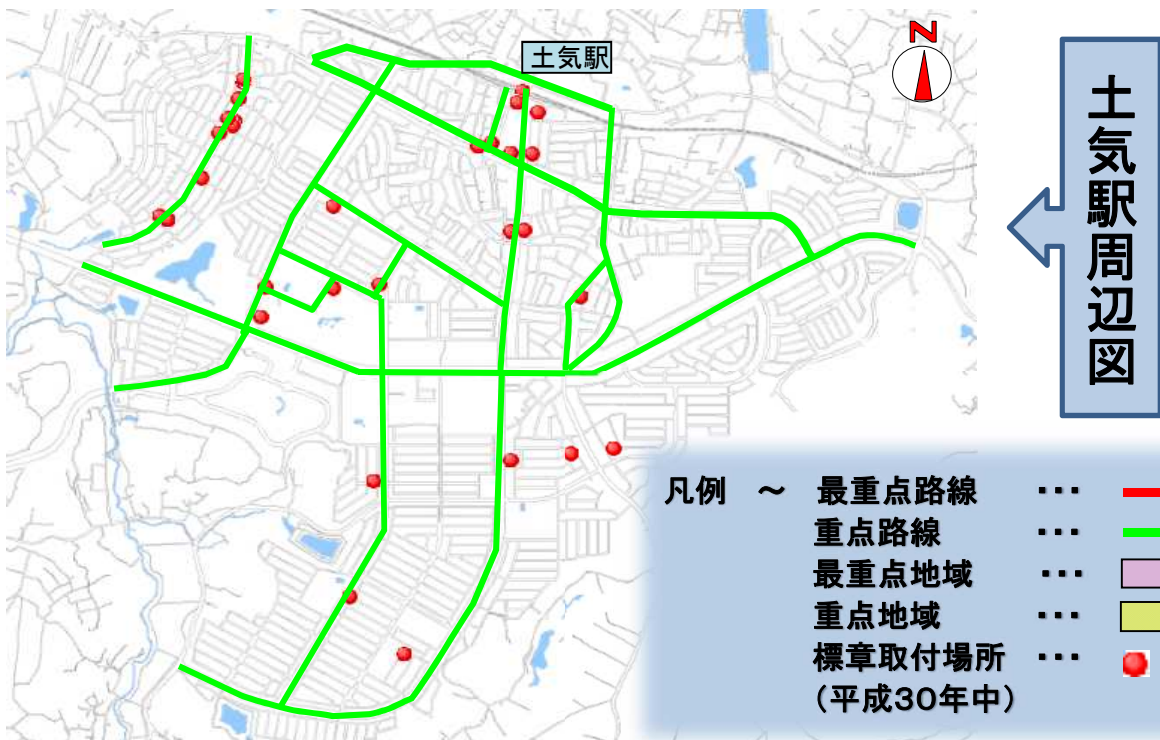 土気駅
N
土気駅周辺図
凡例 ～ 最重点路線 ･･･
重点路線 ･･･
最重点地域 ･･･
重点地域 ･･･
標章取付場所 ･･･
(平成30年中)